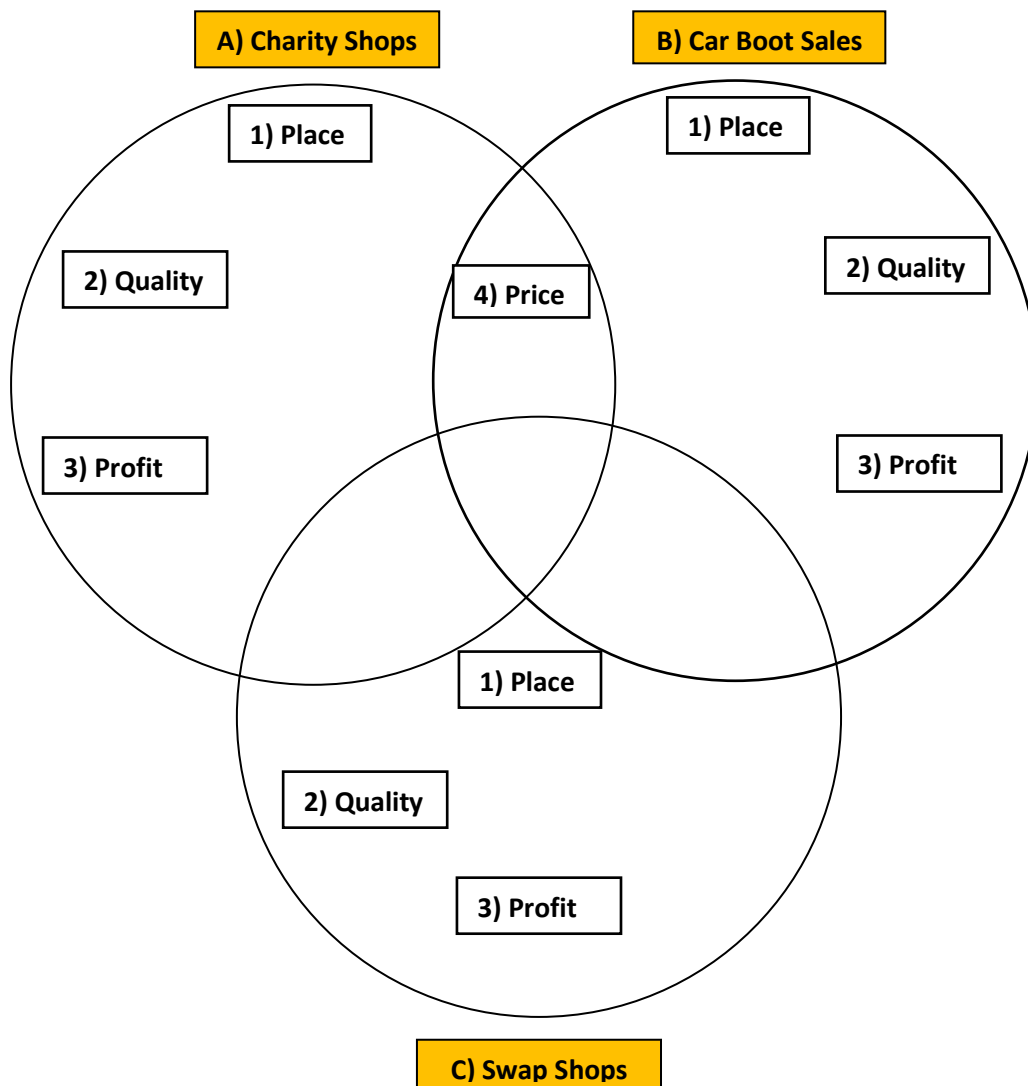 A) Charity Shops
B) Car Boot Sales
1) Place
1) Place
2) Quality
4) Price
2) Quality
3) Profit
3) Profit
1) Place
2) Quality
3) Profit
C) Swap Shops